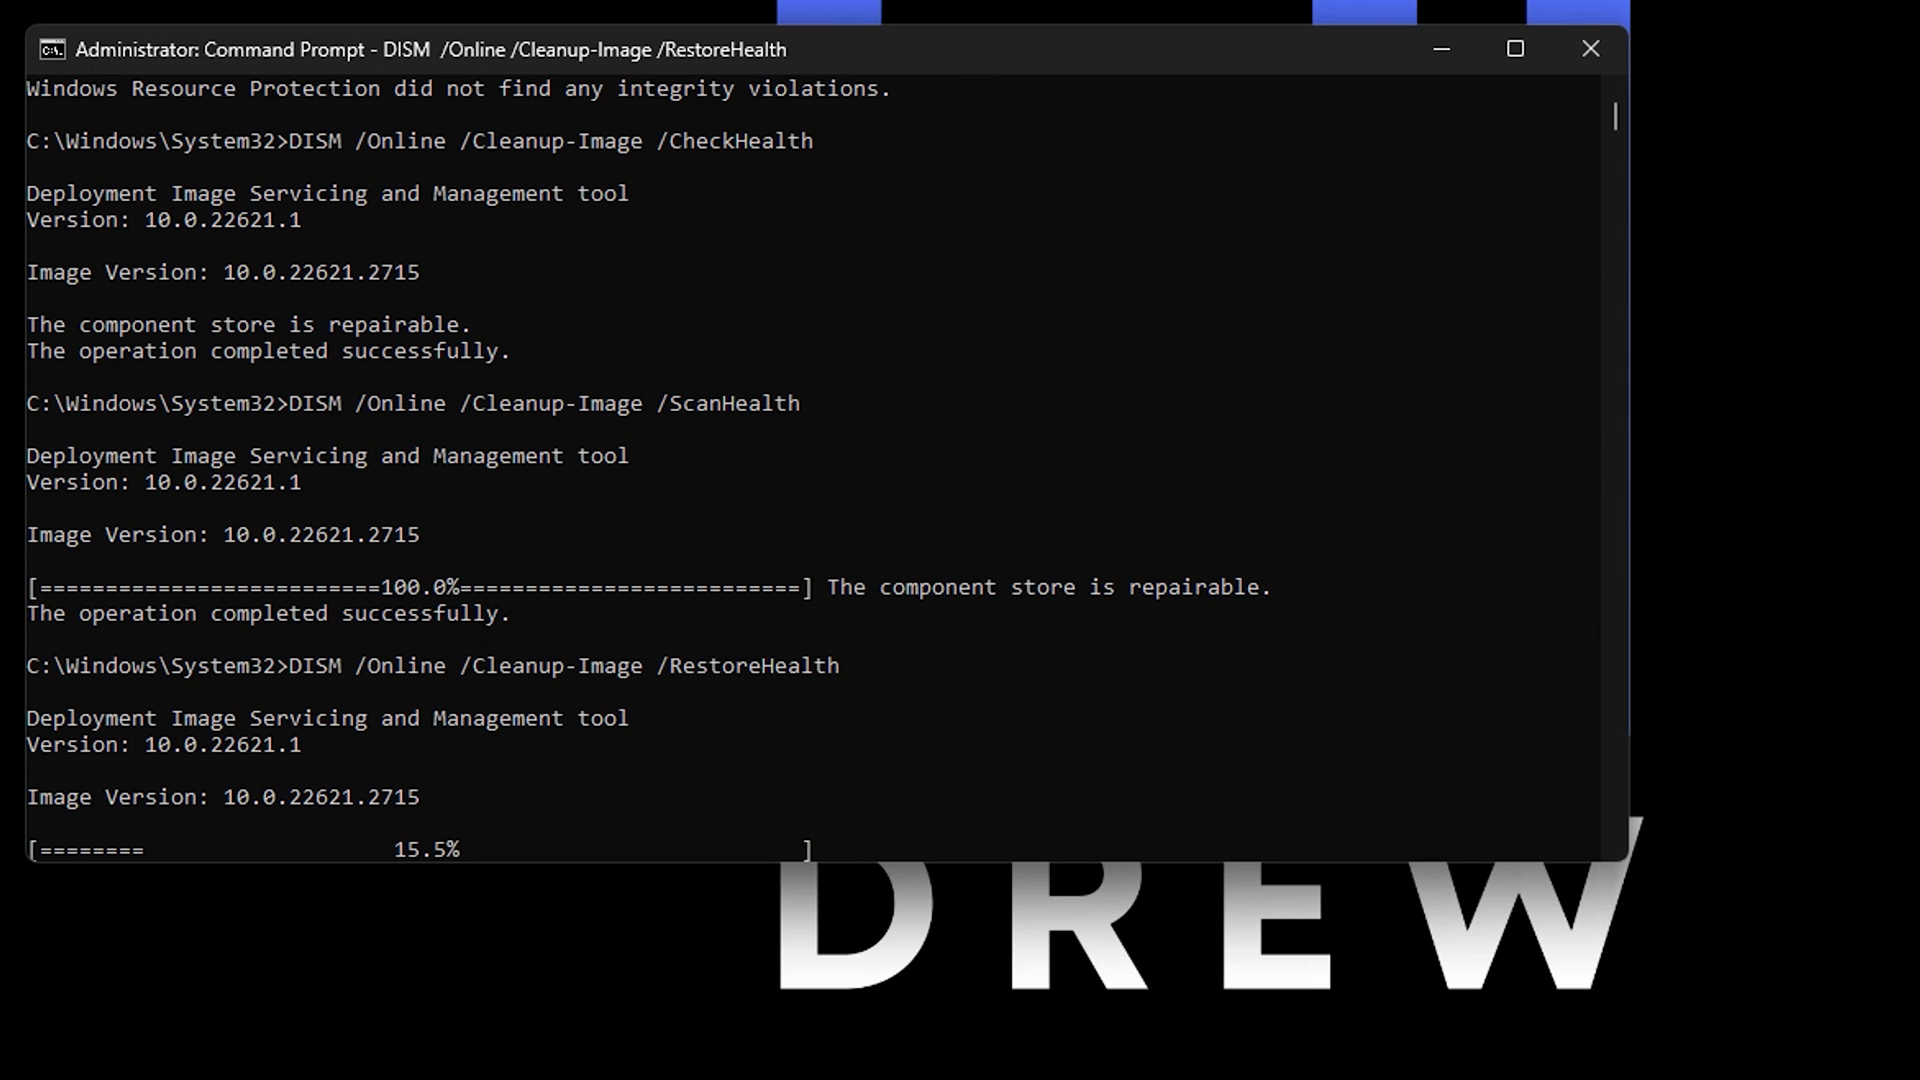 Administrator: Command Prompt - DISM  /Online /Cleanup-Image /RestoreHealth
Windows Resource Protection did not find any integrity violations.
C:\Windows\System32>DISM /Online /Cleanup-Image /CheckHealth
Deployment Image Servicing and Management tool
Version: 10.0.22621.1
Image Version: 10.0.22621.2715
The component store is repairable.
The operation completed successfully.
C:\Windows\System32>DISM /Online /Cleanup-Image /ScanHealth
Deployment Image Servicing and Management tool
Version: 10.0.22621.1
Image Version: 10.0.22621.2715
[==========================100.0%==========================] The component store is repairable.
The operation completed successfully.
C:\Windows\System32>DISM /Online /Cleanup-Image /RestoreHealth
Deployment Image Servicing and Management tool
Version: 10.0.22621.1
Image Version: 10.0.22621.2715
[========                   15.5%                          ]
DREW